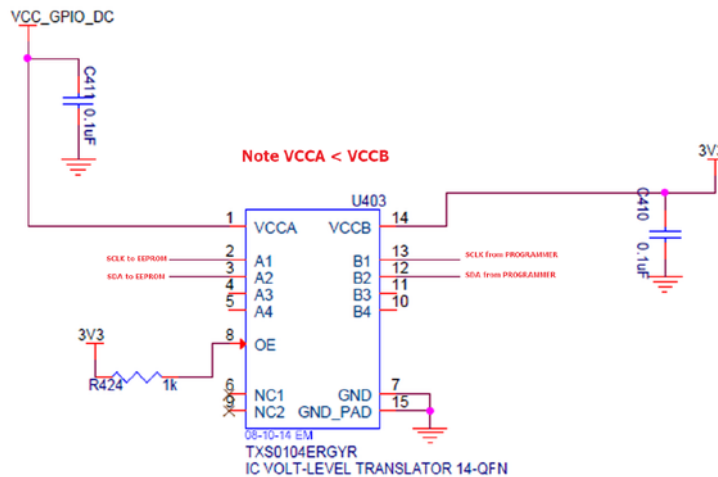 VCC_GPIO_DC
C411
0.1uF
Note VCCA < VCCB
3V3
C410
0.1uF
U403
1 VCCA VCCB 14
SCLK to EEPROM 2 A1 B1 13 SCLK from PROGRAMMER
SDA to EEPROM 3 A2 B2 12 SDA from PROGRAMMER
4 A3 B3 11
5 A4 B4 10
3V3
8 OE
R424 1k
6 NC1 GND 7
9 NC2 GND_PAD 15
08-10-14 EM
TXS0104ERGYR
IC VOLT-LEVEL TRANSLATOR 14-QFN